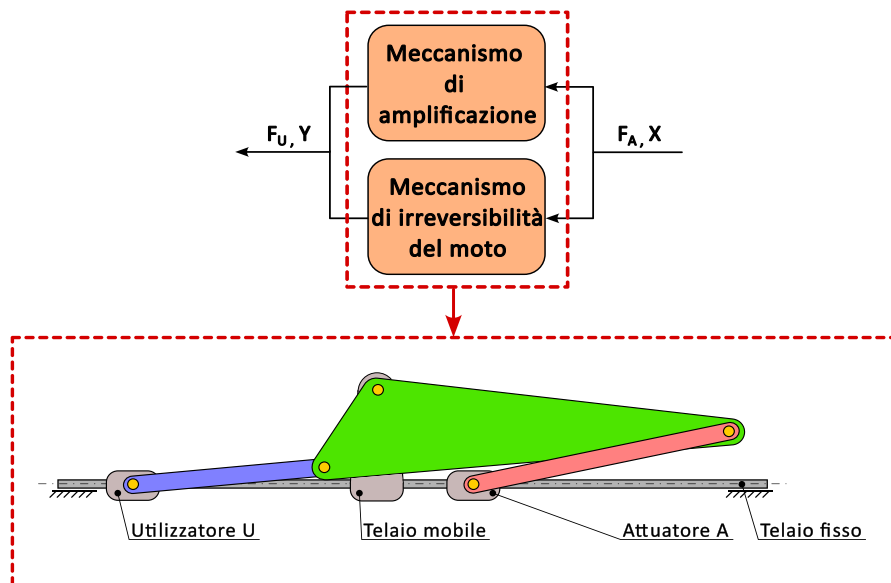 Meccanismo
di
amplificazione
F_U, Y
F_A, X
Meccanismo
di irreversibilità
del moto
Utilizzatore U
Telaio mobile
Attuatore A
Telaio fisso